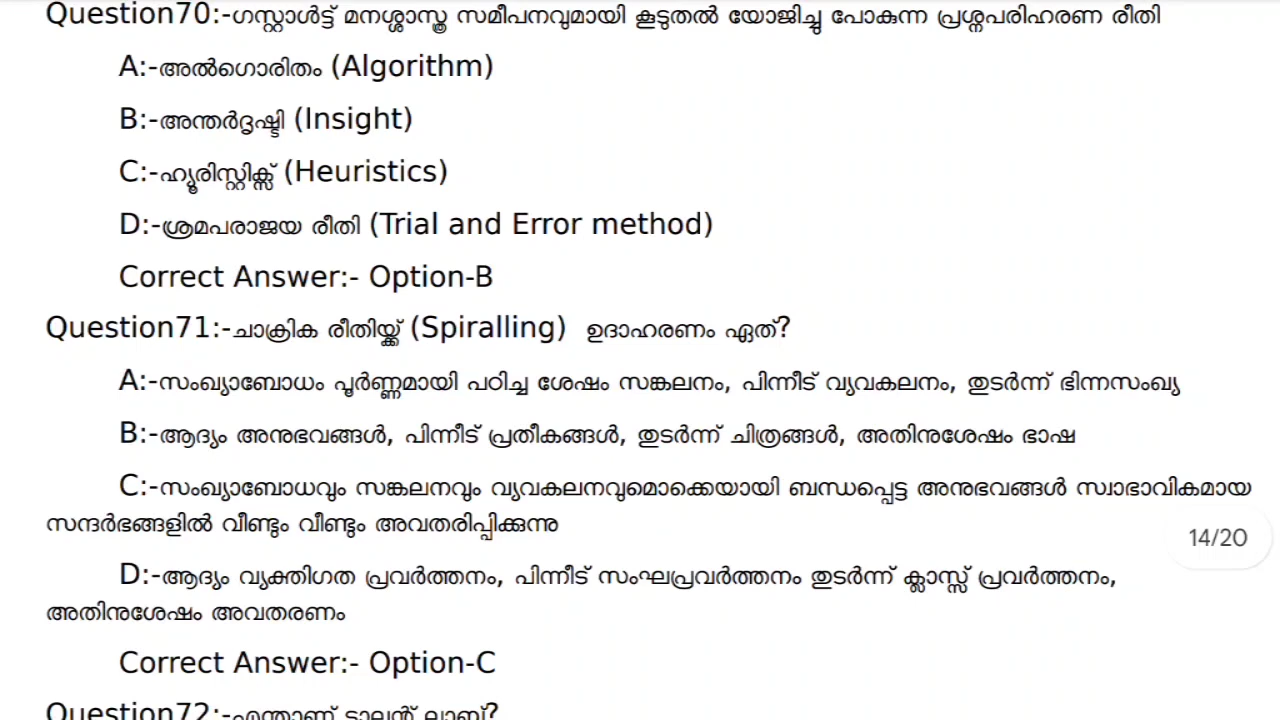 Question70:-ഗസ്റ്റാൾട്ട് മനശ്ശാസ്ത്ര സമീപനവുമായി കൂടുതൽ യോജിച്ചു പോകുന്ന പ്രശ്നപരിഹരണ രീതി
A:-അൽഗൊരിതം (Algorithm)
B:-അന്തർദൃഷ്ടി (Insight)
C:-ഹ്യൂരിസ്റ്റിക്സ് (Heuristics)
D:-ശ്രമപരാജയ രീതി (Trial and Error method)
Correct Answer:- Option-B
Question71:-ചാക്രിക രീതിയ്ക്ക് (Spiralling) ഉദാഹരണം ഏത്?
A:-സംഖ്യാബോധം പൂർണ്ണമായി പഠിച്ച ശേഷം സങ്കലനം, പിന്നീട് വ്യവകലനം, തുടർന്ന് ഭിന്നസംഖ്യ
B:-ആദ്യം അനുഭവങ്ങൾ, പിന്നീട് പ്രതീകങ്ങൾ, തുടർന്ന് ചിത്രങ്ങൾ, അതിനുശേഷം ഭാഷ
C:-സംഖ്യാബോധവും സങ്കലനവും വ്യവകലനവുമൊക്കെയായി ബന്ധപ്പെട്ട അനുഭവങ്ങൾ സ്വാഭാവികമായ
സന്ദർഭങ്ങളിൽ വീണ്ടും വീണ്ടും അവതരിപ്പിക്കുന്നു
14/20
D:-ആദ്യം വ്യക്തിഗത പ്രവർത്തനം, പിന്നീട് സംഘപ്രവർത്തനം തുടർന്ന് ക്ലാസ്സ് പ്രവർത്തനം,
അതിനുശേഷം അവതരണം
Correct Answer:- Option-C
Question72:-എന്താണ് ടാലന്റ് ലാബ്?